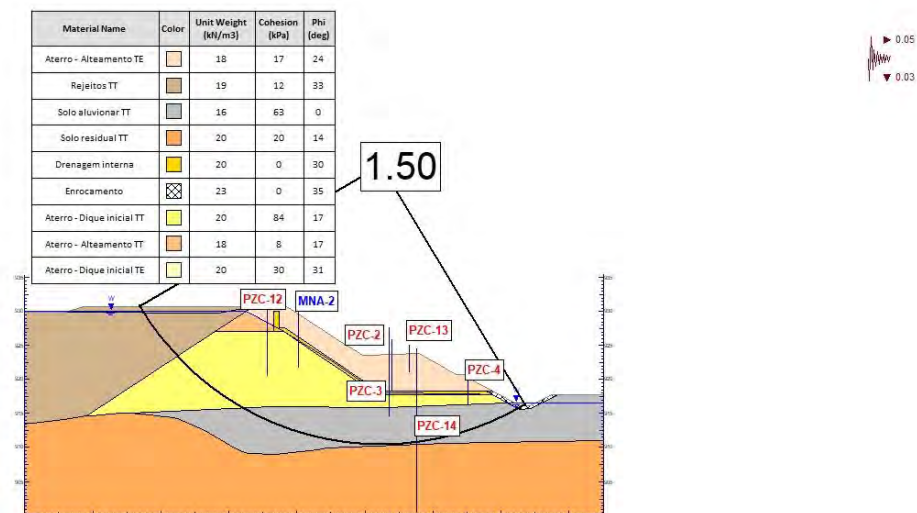 Material Name Color Unit Weight (kN/m3) Cohesion (kPa) Phi (deg)
Aterro - Alteamento TE 18 17 24
Rejeitos TT 19 12 33
Solo aluvionar TT 16 63 0
Solo residual TT 20 20 14
Drenagem interna 20 0 30
Enrocamento 23 0 35
Aterro - Dique inicial TT 20 84 17
Aterro - Alteamento TT 18 8 17
Aterro - Dique inicial TE 20 30 31
0.05
0.03
1.50
W
PZC-12
MNA-2
PZC-2
PZC-13
PZC-4
PZC-3
PZC-14